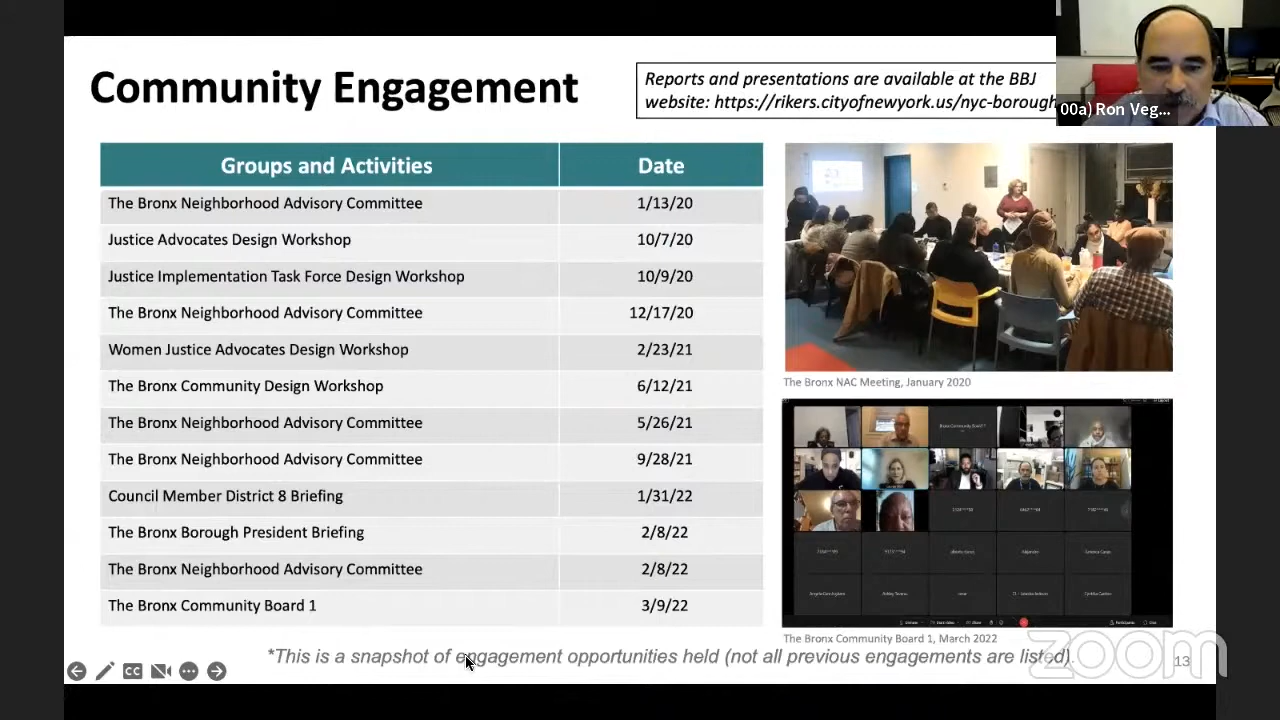 Community Engagement
Reports and presentations are available at the BBJ
website: https://rikers.cityofnewyork.us/nyc-borough
00a) Ron Veg...
Groups and Activities Date
The Bronx Neighborhood Advisory Committee 1/13/20
Justice Advocates Design Workshop 10/7/20
Justice Implementation Task Force Design Workshop 10/9/20
The Bronx Neighborhood Advisory Committee 12/17/20
Women Justice Advocates Design Workshop 2/23/21
The Bronx Community Design Workshop 6/12/21
The Bronx Neighborhood Advisory Committee 5/26/21
The Bronx Neighborhood Advisory Committee 9/28/21
Council Member District 8 Briefing 1/31/22
The Bronx Borough President Briefing 2/8/22
The Bronx Neighborhood Advisory Committee 2/8/22
The Bronx Community Board 1 3/9/22
The Bronx NAC Meeting, January 2020
The Bronx Community Board 1, March 2022
*This is a snapshot of engagement opportunities held (not all previous engagements are listed).
CC
zoom
13